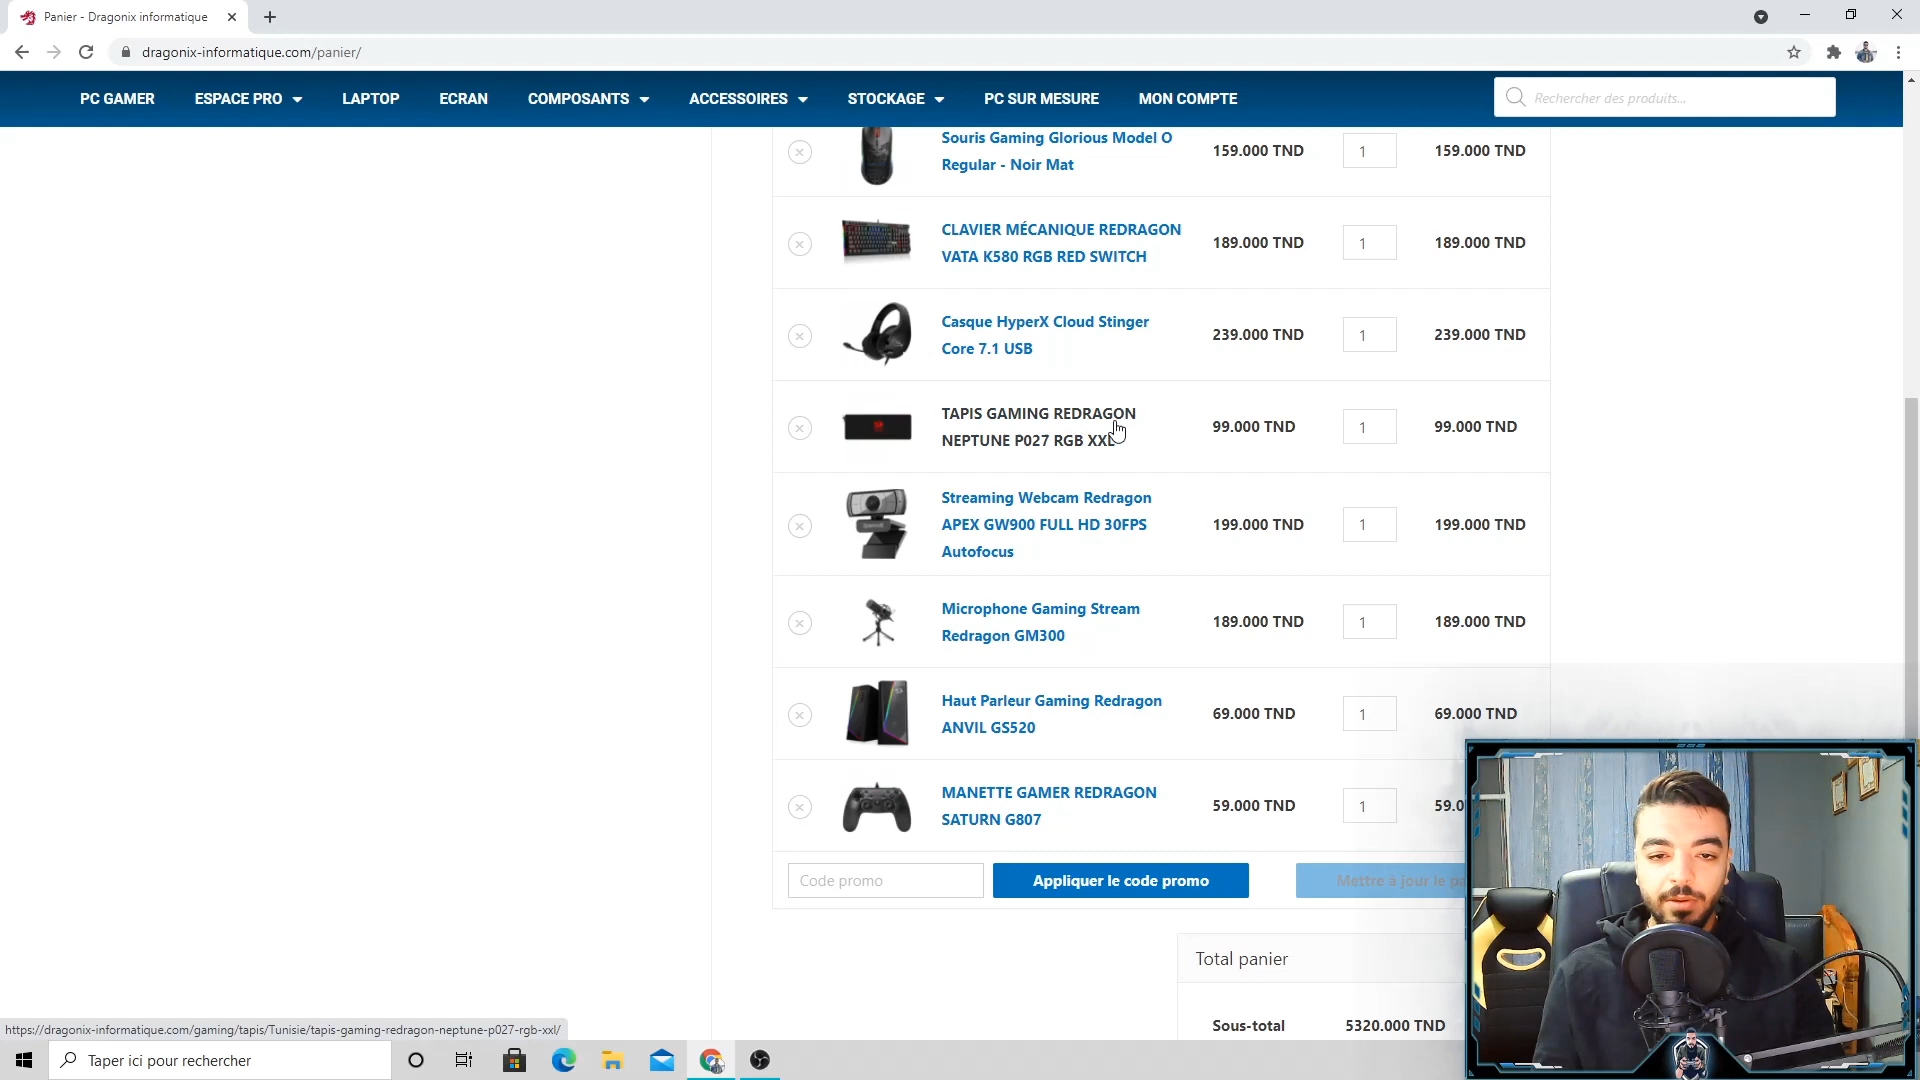 Panier - Dragonix informatique
dragonix-informatique.com/panier/
PC GAMER ESPACE PRO LAPTOP ECRAN COMPOSANTS ACCESSOIRES STOCKAGE PC SUR MESURE MON COMPTE
Rechercher des produits...
Souris Gaming Glorious Model O
Regular - Noir Mat
159.000 TND 1 159.000 TND
CLAVIER MÉCANIQUE REDRAGON
VATA K580 RGB RED SWITCH
189.000 TND 1 189.000 TND
Casque HyperX Cloud Stinger
Core 7.1 USB
239.000 TND 1 239.000 TND
TAPIS GAMING REDRAGON
NEPTUNE P027 RGB XXL
99.000 TND 1 99.000 TND
Streaming Webcam Redragon
APEX GW900 FULL HD 30FPS
Autofocus
199.000 TND 1 199.000 TND
Microphone Gaming Stream
Redragon GM300
189.000 TND 1 189.000 TND
Haut Parleur Gaming Redragon
ANVIL GS520
69.000 TND 1 69.000 TND
MANETTE GAMER REDRAGON
SATURN G807
59.000 TND 1 59.0
Code promo
Appliquer le code promo
Mettre à jour le pa
Total panier
Sous-total 5320.000 TND
https://dragonix-informatique.com/gaming/tapis/Tunisie/tapis-gaming-redragon-neptune-p027-rgb-xxl/
Taper ici pour rechercher